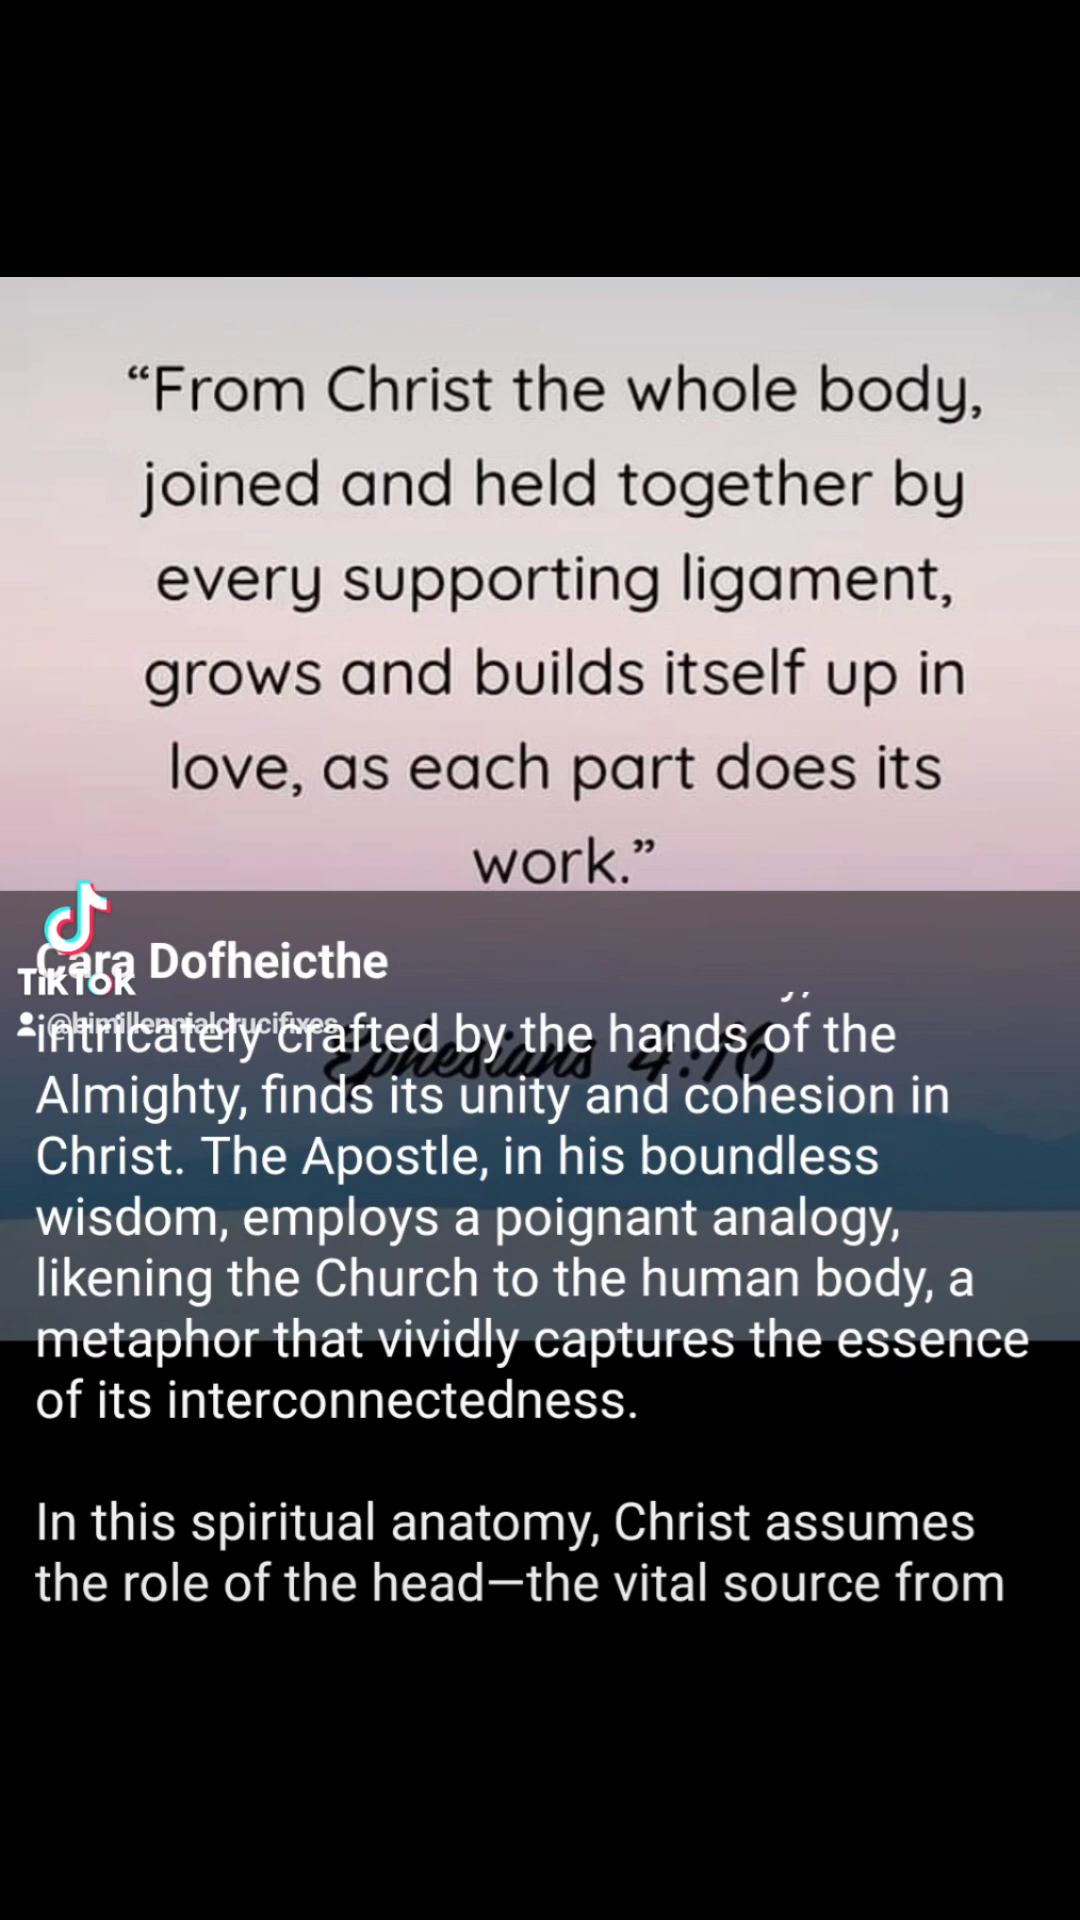 “From Christ the whole body,
joined and held together by
every supporting ligament,
grows and builds itself up in
love, as each part does its
work.”
Cara Dofheicthe
TikTok
@bimillennialcrucifixes
intricately crafted by the hands of the
Ephesians 4:16
Almighty, finds its unity and cohesion in
Christ. The Apostle, in his boundless
wisdom, employs a poignant analogy,
likening the Church to the human body, a
metaphor that vividly captures the essence
of its interconnectedness.
In this spiritual anatomy, Christ assumes
the role of the head—the vital source from